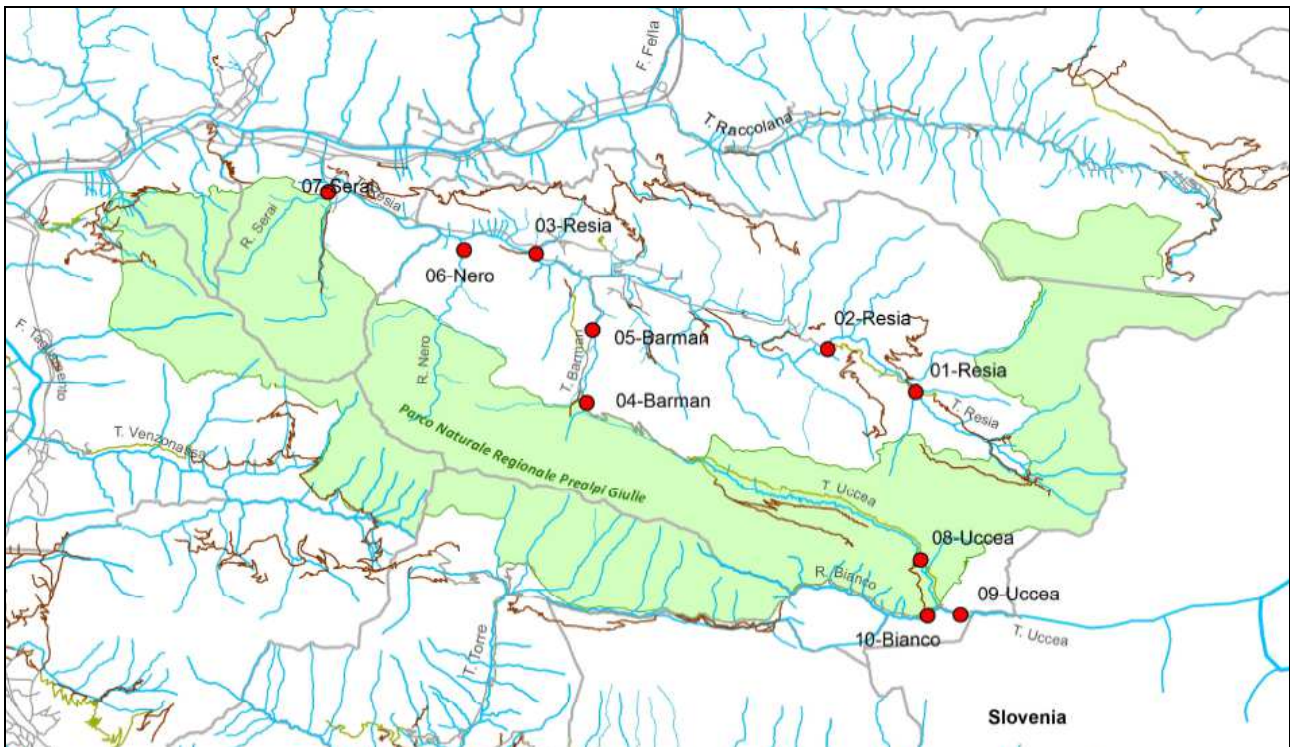 F. Fella
T. Raccolana
07-Serai
T. Resia
R. Serai
03-Resia
06-Nero
02-Resia
05-Barman
F. Tagliamento
R. Nero
T. Barman
01-Resia
04-Barman
T. Resia
T. Venzonassa
Parco Naturale Regionale Prealpi Giulie
T. Uccea
08-Uccea
R. Bianco
09-Uccea
10-Bianco
T. Uccea
T. Torre
Slovenia